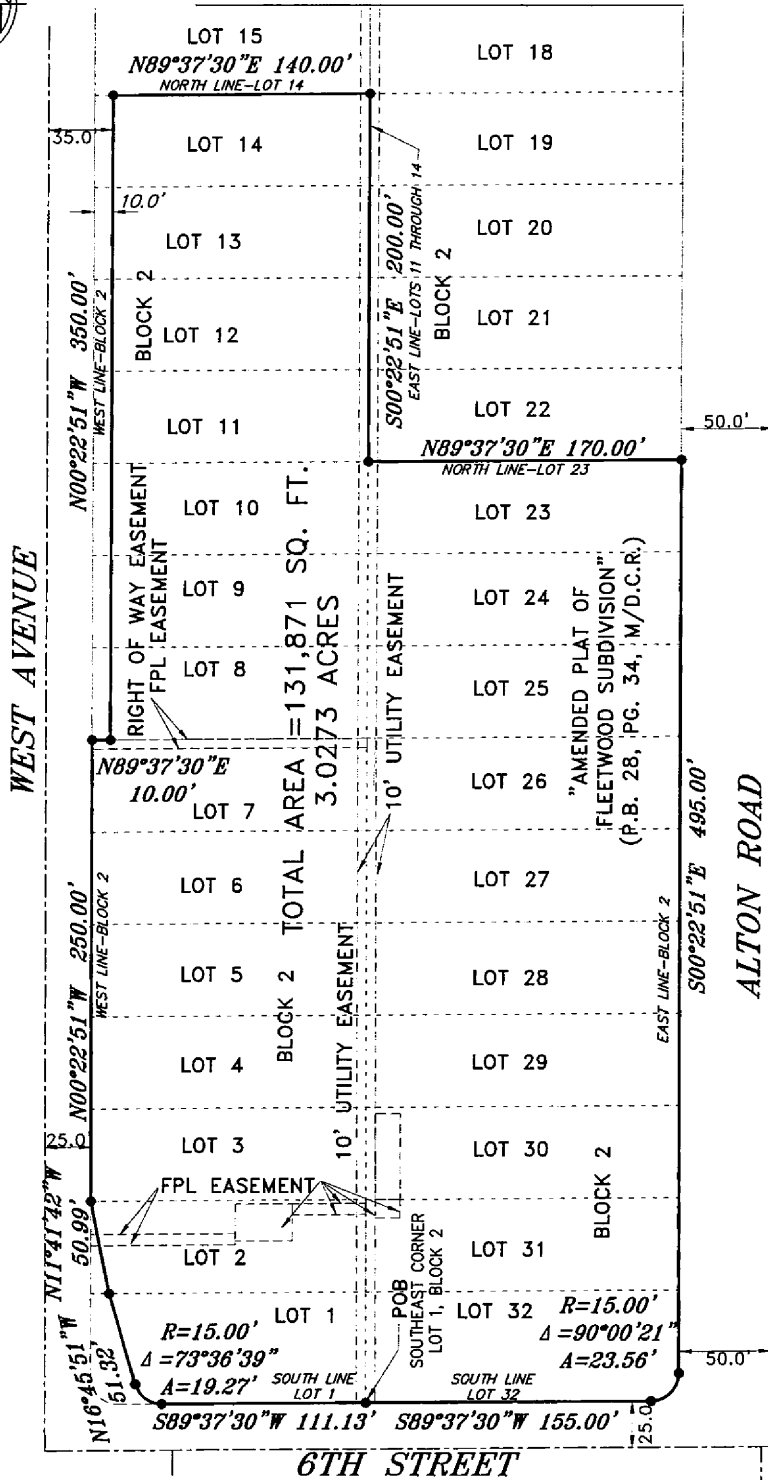 LOT 15
LOT 18
N89°37'30"E 140.00'
NORTH LINE-LOT 14
35.0
LOT 14
LOT 19
10.0'
LOT 13
LOT 20
S00°22'51"E 200.00'
EAST LINE-LOTS 11 THROUGH 14
BLOCK 2
N00°22'51"W 350.00'
WEST LINE-BLOCK 2
BLOCK 2
LOT 12
LOT 21
LOT 11
LOT 22
50.0'
N89°37'30"E 170.00'
NORTH LINE-LOT 23
LOT 10
LOT 23
RIGHT OF WAY EASEMENT
FPL EASEMENT
TOTAL AREA =131,871 SQ. FT.
3.0273 ACRES
LOT 9
LOT 24
WEST AVENUE
10' UTILITY EASEMENT
"AMENDED PLAT OF
FLEETWOOD SUBDIVISION"
(P.B. 28, PG. 34, M/D.C.R.)
LOT 8
LOT 25
N89°37'30"E
10.00'
LOT 7
LOT 26
LOT 6
LOT 27
S00°22'51"E 495.00'
EAST LINE-BLOCK 2
ALTON ROAD
N00°22'51"W 250.00'
WEST LINE-BLOCK 2
LOT 5
LOT 28
BLOCK 2
10' UTILITY EASEMENT
LOT 4
LOT 29
25.0
LOT 3
LOT 30
BLOCK 2
FPL EASEMENT
N11°41'42"W
50.99'
LOT 2
LOT 31
POB
SOUTHEAST CORNER
LOT 1, BLOCK 2
LOT 1
LOT 32
R=15.00'
Δ=73°36'39"
A=19.27'
R=15.00'
Δ=90°00'21"
A=23.56'
50.0'
N16°45'51"W
51.32'
SOUTH LINE
LOT 1
SOUTH LINE
LOT 32
S89°37'30"W 111.13'
S89°37'30"W 155.00'
25.0
6TH STREET